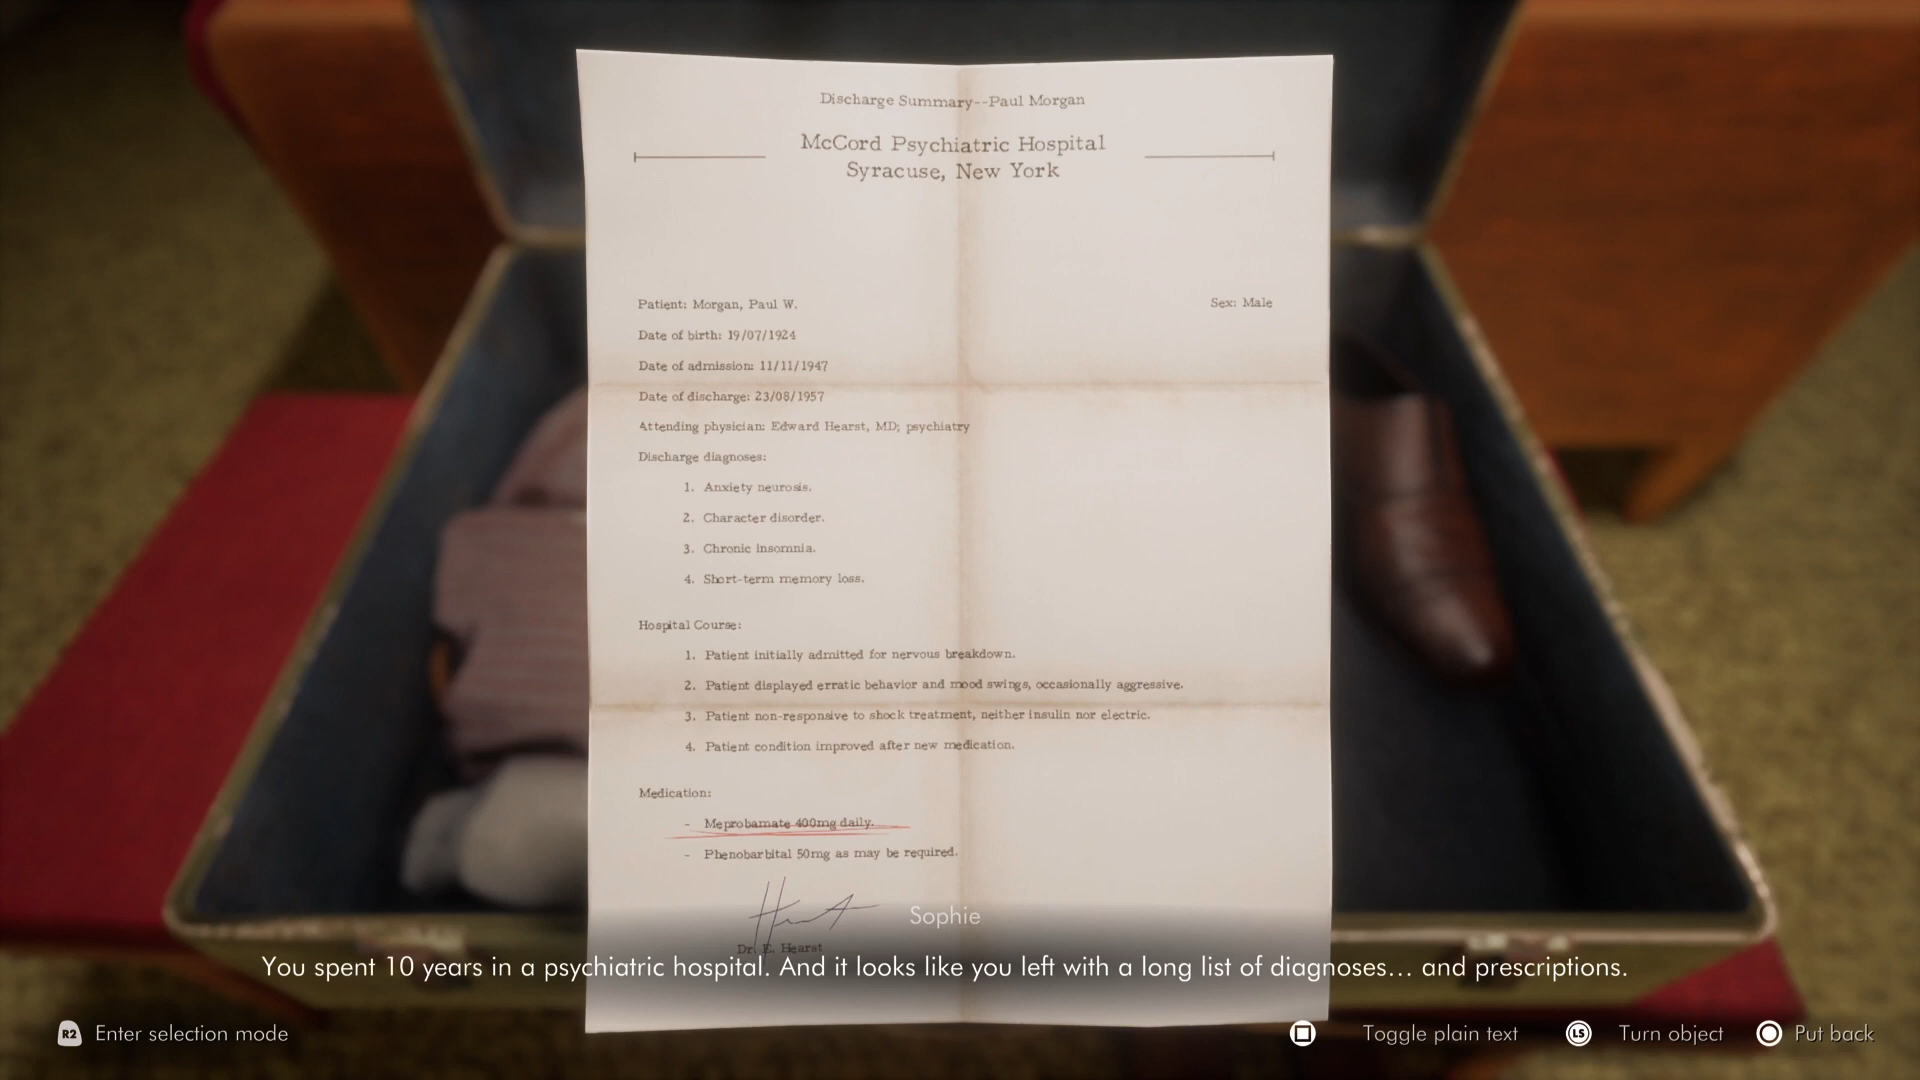 Discharge Summary--Paul Morgan
McCord Psychiatric Hospital
Syracuse, New York
Patient: Morgan, Paul W.
Sex: Male
Date of birth: 19/07/1924
Date of admission: 11/11/1947
Date of discharge: 23/08/1957
Attending physician: Edward Hearst, MD; psychiatry
Discharge diagnoses:
1. Anxiety neurosis.
2. Character disorder.
3. Chronic insomnia.
4. Short-term memory loss.
Hospital Course:
1. Patient initially admitted for nervous breakdown.
2. Patient displayed erratic behavior and mood swings, occasionally aggressive.
3. Patient non-responsive to shock treatment, neither insulin nor electric.
4. Patient condition improved after new medication.
Medication:
- Meprobamate 400mg daily.
- Phenobarbital 50mg as may be required.
Sophie
Dr. E. Hearst
You spent 10 years in a psychiatric hospital. And it looks like you left with a long list of diagnoses... and prescriptions.
R2 Enter selection mode
Toggle plain text
LS Turn object
Put back